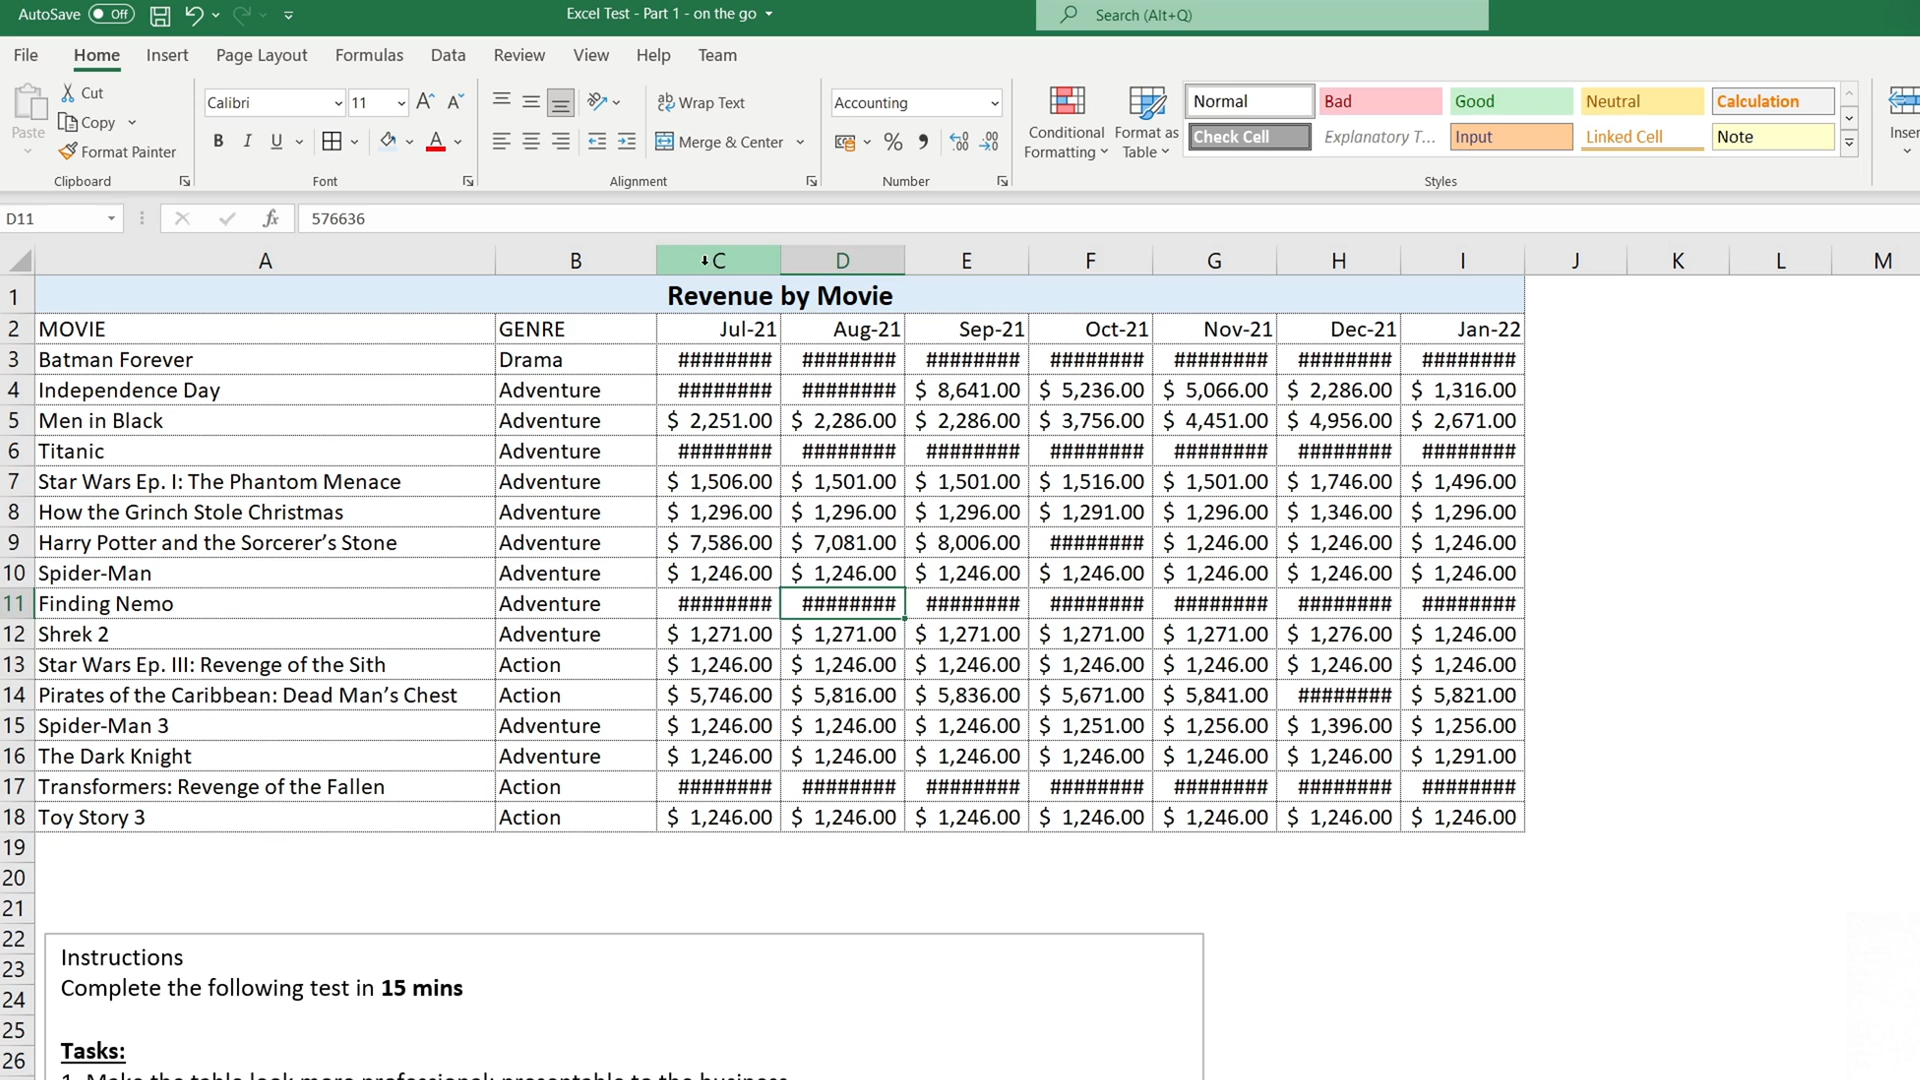 AutoSave Off Excel Test - Part 1 - on the go Search (Alt+Q)
File Home Insert Page Layout Formulas Data Review View Help Team
Paste Cut Copy Format Painter Clipboard
Calibri 11 B I U A Font
Wrap Text Merge & Center Alignment
Accounting % Number
Conditional Formatting Format as Table
Normal Bad Good Neutral Calculation
Check Cell Explanatory T... Input Linked Cell Note
Styles
D11 fx 576636
A B C D E F G H I J K L M
1 Revenue by Movie
2 MOVIE GENRE Jul-21 Aug-21 Sep-21 Oct-21 Nov-21 Dec-21 Jan-22
3 Batman Forever Drama ######## ######## ######## ######## ######## ######## ########
4 Independence Day Adventure ######## ######## $ 8,641.00 $ 5,236.00 $ 5,066.00 $ 2,286.00 $ 1,316.00
5 Men in Black Adventure $ 2,251.00 $ 2,286.00 $ 2,286.00 $ 3,756.00 $ 4,451.00 $ 4,956.00 $ 2,671.00
6 Titanic Adventure ######## ######## ######## ######## ######## ######## ########
7 Star Wars Ep. I: The Phantom Menace Adventure $ 1,506.00 $ 1,501.00 $ 1,501.00 $ 1,516.00 $ 1,501.00 $ 1,746.00 $ 1,496.00
8 How the Grinch Stole Christmas Adventure $ 1,296.00 $ 1,296.00 $ 1,296.00 $ 1,291.00 $ 1,296.00 $ 1,346.00 $ 1,296.00
9 Harry Potter and the Sorcerer’s Stone Adventure $ 7,586.00 $ 7,081.00 $ 8,006.00 ######## $ 1,246.00 $ 1,246.00 $ 1,246.00
10 Spider-Man Adventure $ 1,246.00 $ 1,246.00 $ 1,246.00 $ 1,246.00 $ 1,246.00 $ 1,246.00 $ 1,246.00
11 Finding Nemo Adventure ######## ######## ######## ######## ######## ######## ########
12 Shrek 2 Adventure $ 1,271.00 $ 1,271.00 $ 1,271.00 $ 1,271.00 $ 1,271.00 $ 1,276.00 $ 1,246.00
13 Star Wars Ep. III: Revenge of the Sith Action $ 1,246.00 $ 1,246.00 $ 1,246.00 $ 1,246.00 $ 1,246.00 $ 1,246.00 $ 1,246.00
14 Pirates of the Caribbean: Dead Man’s Chest Action $ 5,746.00 $ 5,816.00 $ 5,836.00 $ 5,671.00 $ 5,841.00 ######## $ 5,821.00
15 Spider-Man 3 Adventure $ 1,246.00 $ 1,246.00 $ 1,246.00 $ 1,251.00 $ 1,256.00 $ 1,396.00 $ 1,256.00
16 The Dark Knight Adventure $ 1,246.00 $ 1,246.00 $ 1,246.00 $ 1,246.00 $ 1,246.00 $ 1,246.00 $ 1,291.00
17 Transformers: Revenge of the Fallen Action ######## ######## ######## ######## ######## ######## ########
18 Toy Story 3 Action $ 1,246.00 $ 1,246.00 $ 1,246.00 $ 1,246.00 $ 1,246.00 $ 1,246.00 $ 1,246.00
19
20
21
22
23 Instructions
24 Complete the following test in 15 mins
25
26 Tasks:
1. Make the table look more professional; presentable to the business